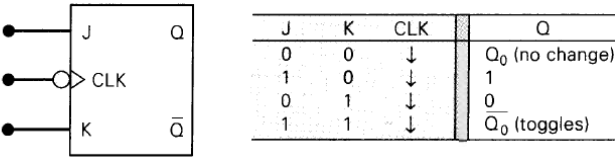 J Q
CLK
K Q̅
J K CLK Q
0 0 ↓ Q₀ (no change)
1 0 ↓ 1
0 1 ↓ 0
1 1 ↓ Q̅₀ (toggles)